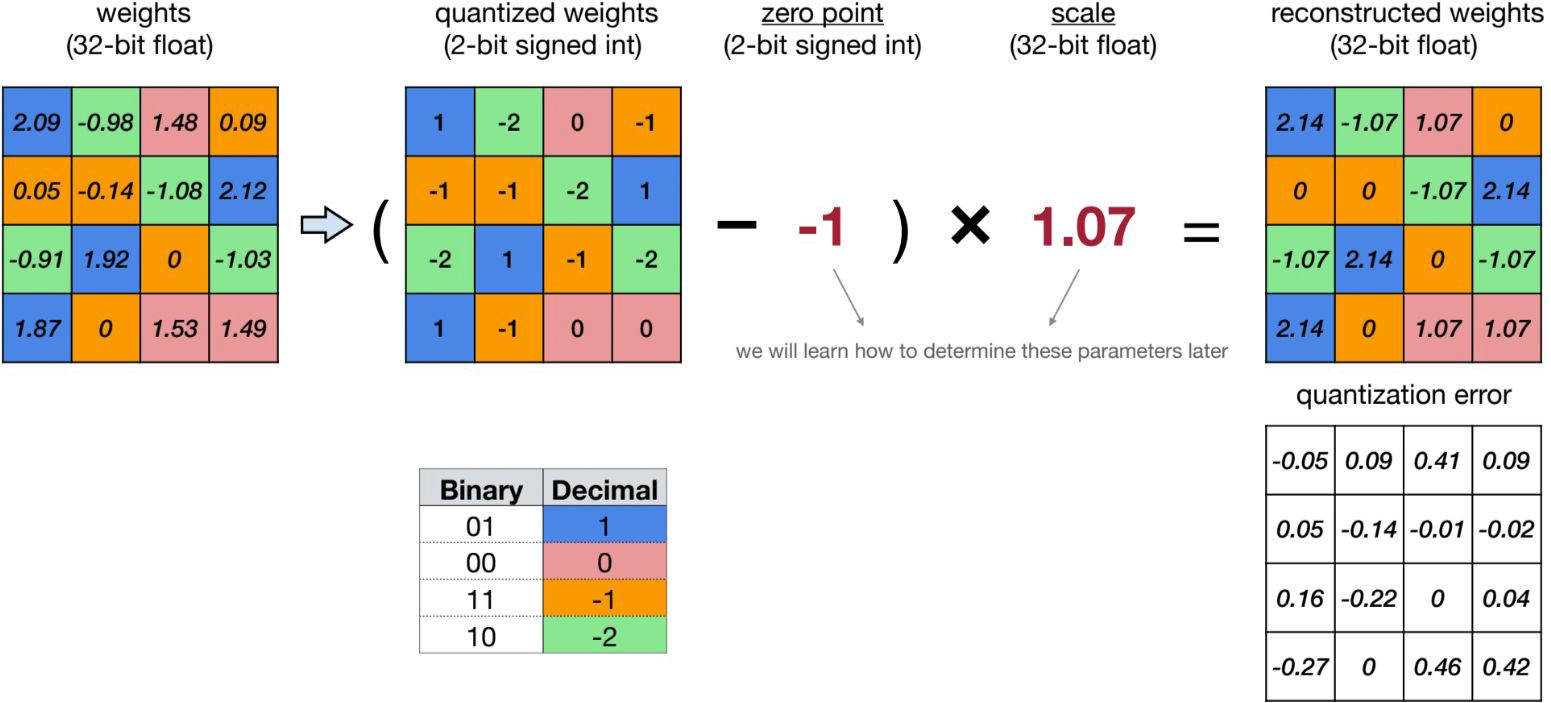 weights
(32-bit float)
quantized weights
(2-bit signed int)
zero point
(2-bit signed int)
scale
(32-bit float)
reconstructed weights
(32-bit float)
2.09 -0.98 1.48 0.09
0.05 -0.14 -1.08 2.12
-0.91 1.92 0 -1.03
1.87 0 1.53 1.49
(
1 -2 0 -1
-1 -1 -2 1
-2 1 -1 -2
1 -1 0 0
− -1 ) × 1.07 =
we will learn how to determine these parameters later
2.14 -1.07 1.07 0
0 0 -1.07 2.14
-1.07 2.14 0 -1.07
2.14 0 1.07 1.07
Binary Decimal
01 1
00 0
11 -1
10 -2
quantization error
-0.05 0.09 0.41 0.09
0.05 -0.14 -0.01 -0.02
0.16 -0.22 0 0.04
-0.27 0 0.46 0.42